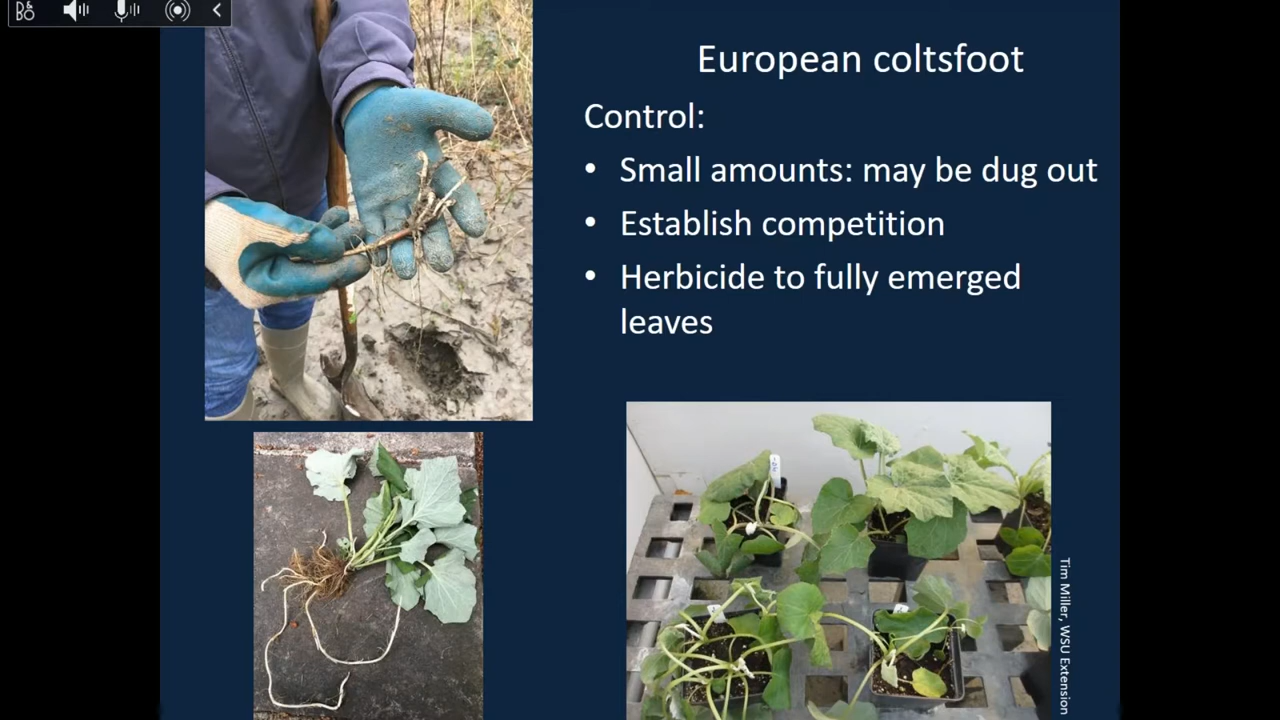 European coltsfoot
Control:
• Small amounts: may be dug out
• Establish competition
• Herbicide to fully emerged
leaves
Tim Miller, WSU Extension